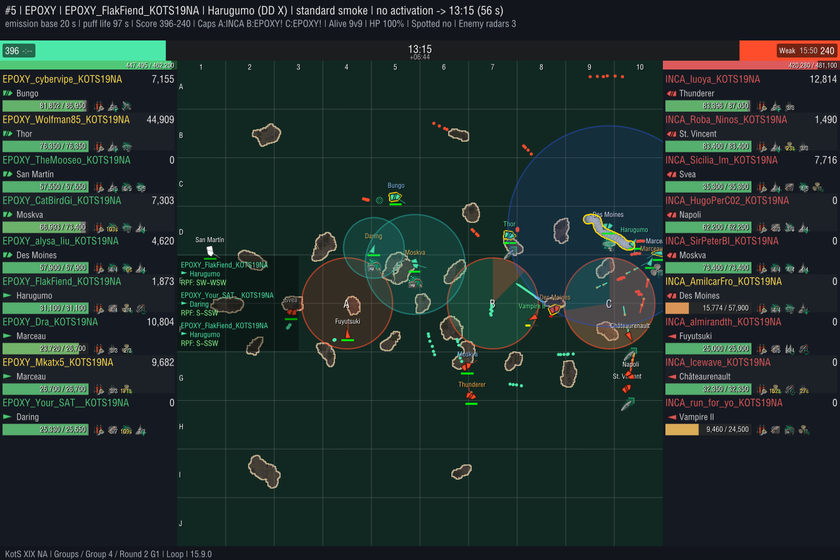 #5 | EPOXY | EPOXY_FlakFiend_KOTS19NA | Harugumo (DD X) | standard smoke | no activation -> 13:15 (56 s)
emission base 20 s | puff life 97 s | Score 396-240 | Caps A:INCA B:EPOXY! C:EPOXY! | Alive 9v9 | HP 100% | Spotted no | Enemy radars 3
396 -:--
13:15
+06:44
Weak 15:50 240
EPOXY_cybervipe_KOTS19NA 7,155
Bungo
EPOXY_Wolfman85_KOTS19NA 44,909
Thor
EPOXY_TheMooseo_KOTS19NA 0
San Martín
EPOXY_CatBirdGi_KOTS19NA 7,303
Moskva
EPOXY_alysa_liu_KOTS19NA 4,620
Des Moines
EPOXY_FlakFiend_KOTS19NA 1,873
Harugumo
EPOXY_Dra_KOTS19NA 10,804
Marceau
EPOXY_Mkatx5_KOTS19NA 9,682
Marceau
EPOXY_Your_SAT__KOTS19NA 0
Daring
1 2 3 4 5 6 7 8 9 10
A
B
C
D
G
H
I
J
Bungo
San Martín
Daring
Moskva
Thor
Des Moines
Harugumo
Marceau
EPOXY_FlakFiend_KOTS19NA
Harugumo
RPF: SW-WSW
EPOXY_Your_SAT__KOTS19NA
Daring
RPF: S-SSW
EPOXY_FlakFiend_KOTS19NA
Harugumo
RPF: S-SSW
Svea
A
B
C
Fuyutsuki
Vampire II
Des Moines
Châteaurenault
Moskva
Napoli
St. Vincent
Thunderer
INCA_luoya_KOTS19NA 12,814
Thunderer
INCA_Roba_Ninos_KOTS19NA 1,490
St. Vincent
INCA_Sicilia_Im_KOTS19NA 7,716
Svea
INCA_HugoPerC02_KOTS19NA 0
Napoli
INCA_SirPeterBl_KOTS19NA 0
Moskva
INCA_AmilcarFro_KOTS19NA 0
Des Moines
15,774 / 57,900
INCA_almirandth_KOTS19NA 0
Fuyutsuki
INCA_Icewave_KOTS19NA 0
Châteaurenault
INCA_run_for_yo_KOTS19NA 0
Vampire II
9,460 / 24,500
KotS XIX NA | Groups / Group 4 / Round 2 G1 | Loop | 15.9.0